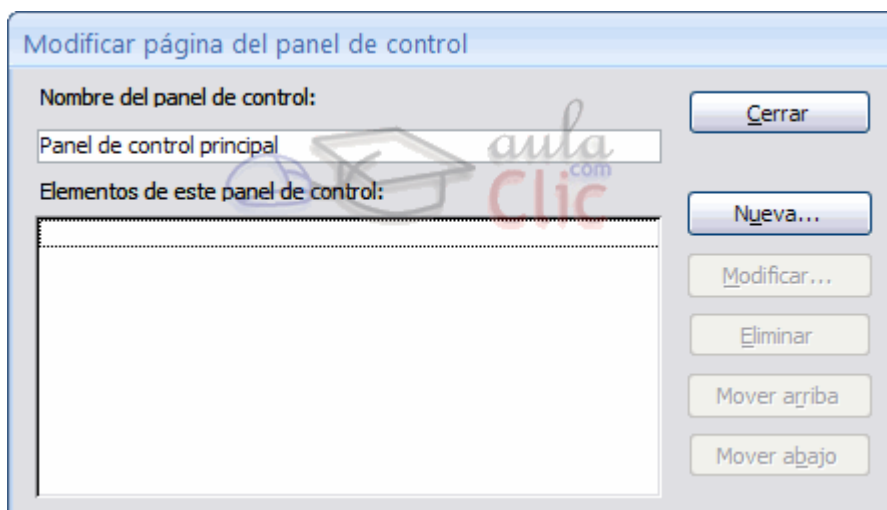 Modificar página del panel de control
Nombre del panel de control:
Cerrar
Panel de control principal
aula
.com
Clic
Elementos de este panel de control:
Nueva...
Modificar...
Eliminar
Mover arriba
Mover abajo